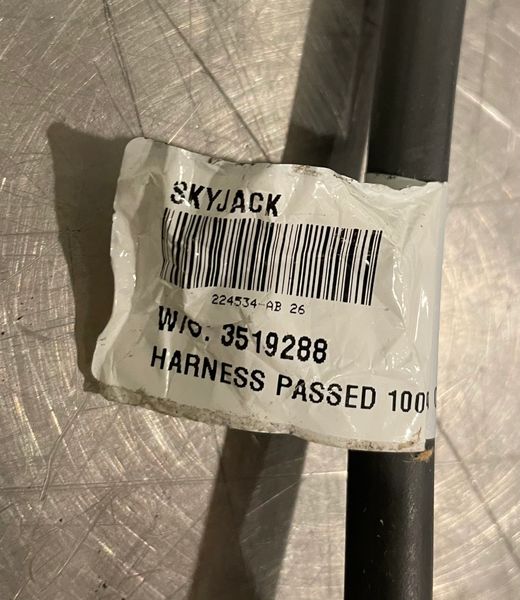 SKYJACK
224534-AB 26
W/O: 3519288
HARNESS PASSED 100